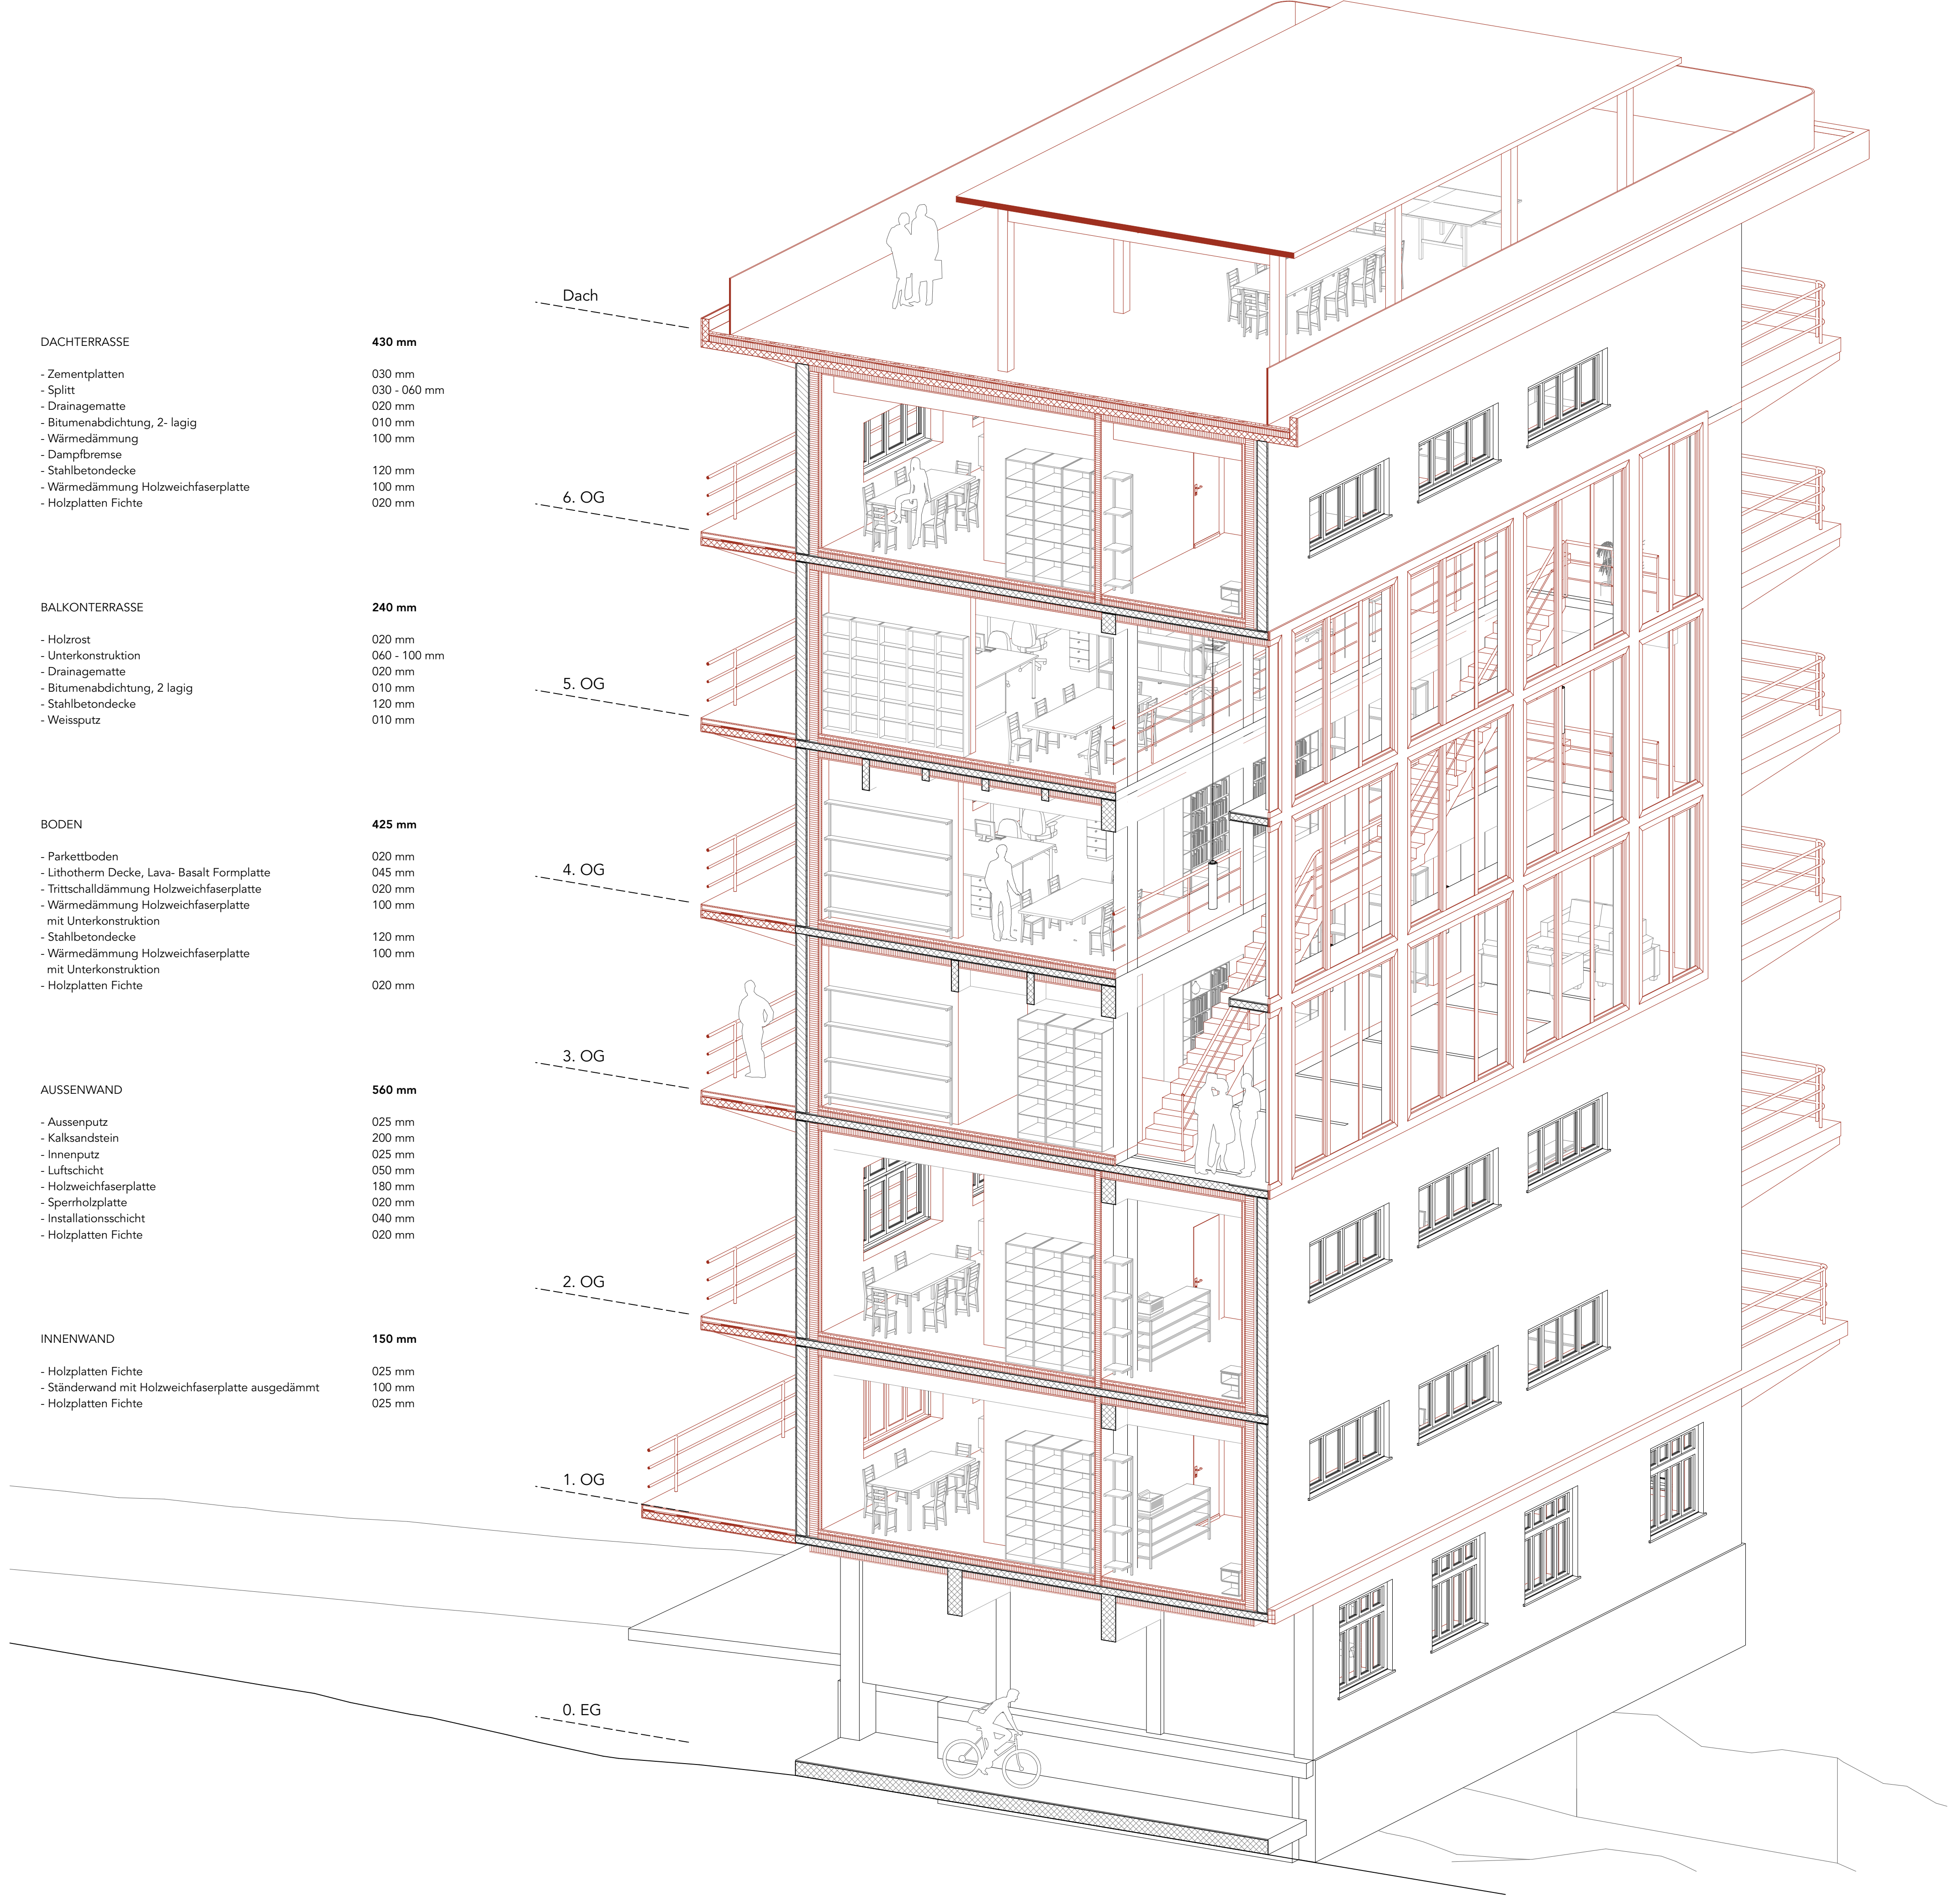 Dach
DACHTERRASSE 430 mm
- Zementplatten 030 mm
- Splitt 030 - 060 mm
- Drainagematte 020 mm
- Bitumenabdichtung, 2- lagig 010 mm
- Wärmedämmung 100 mm
- Dampfbremse
- Stahlbetondecke 120 mm
- Wärmedämmung Holzweichfaserplatte 100 mm
- Holzplatten Fichte 020 mm
6. OG
BALKONTERRASSE 240 mm
- Holzrost 020 mm
- Unterkonstruktion 060 - 100 mm
- Drainagematte 020 mm
- Bitumenabdichtung, 2 lagig 010 mm
- Stahlbetondecke 120 mm
- Weissputz 010 mm
5. OG
BODEN 425 mm
- Parkettboden 020 mm
- Lithotherm Decke, Lava- Basalt Formplatte 045 mm
- Trittschalldämmung Holzweichfaserplatte 020 mm
- Wärmedämmung Holzweichfaserplatte 100 mm
mit Unterkonstruktion
- Stahlbetondecke 120 mm
- Wärmedämmung Holzweichfaserplatte 100 mm
mit Unterkonstruktion
- Holzplatten Fichte 020 mm
4. OG
3. OG
AUSSENWAND 560 mm
- Aussenputz 025 mm
- Kalksandstein 200 mm
- Innenputz 025 mm
- Luftschicht 050 mm
- Holzweichfaserplatte 180 mm
- Sperrholzplatte 020 mm
- Installationsschicht 040 mm
- Holzplatten Fichte 020 mm
2. OG
INNENWAND 150 mm
- Holzplatten Fichte 025 mm
- Ständerwand mit Holzweichfaserplatte ausgedämmt 100 mm
- Holzplatten Fichte 025 mm
1. OG
0. EG